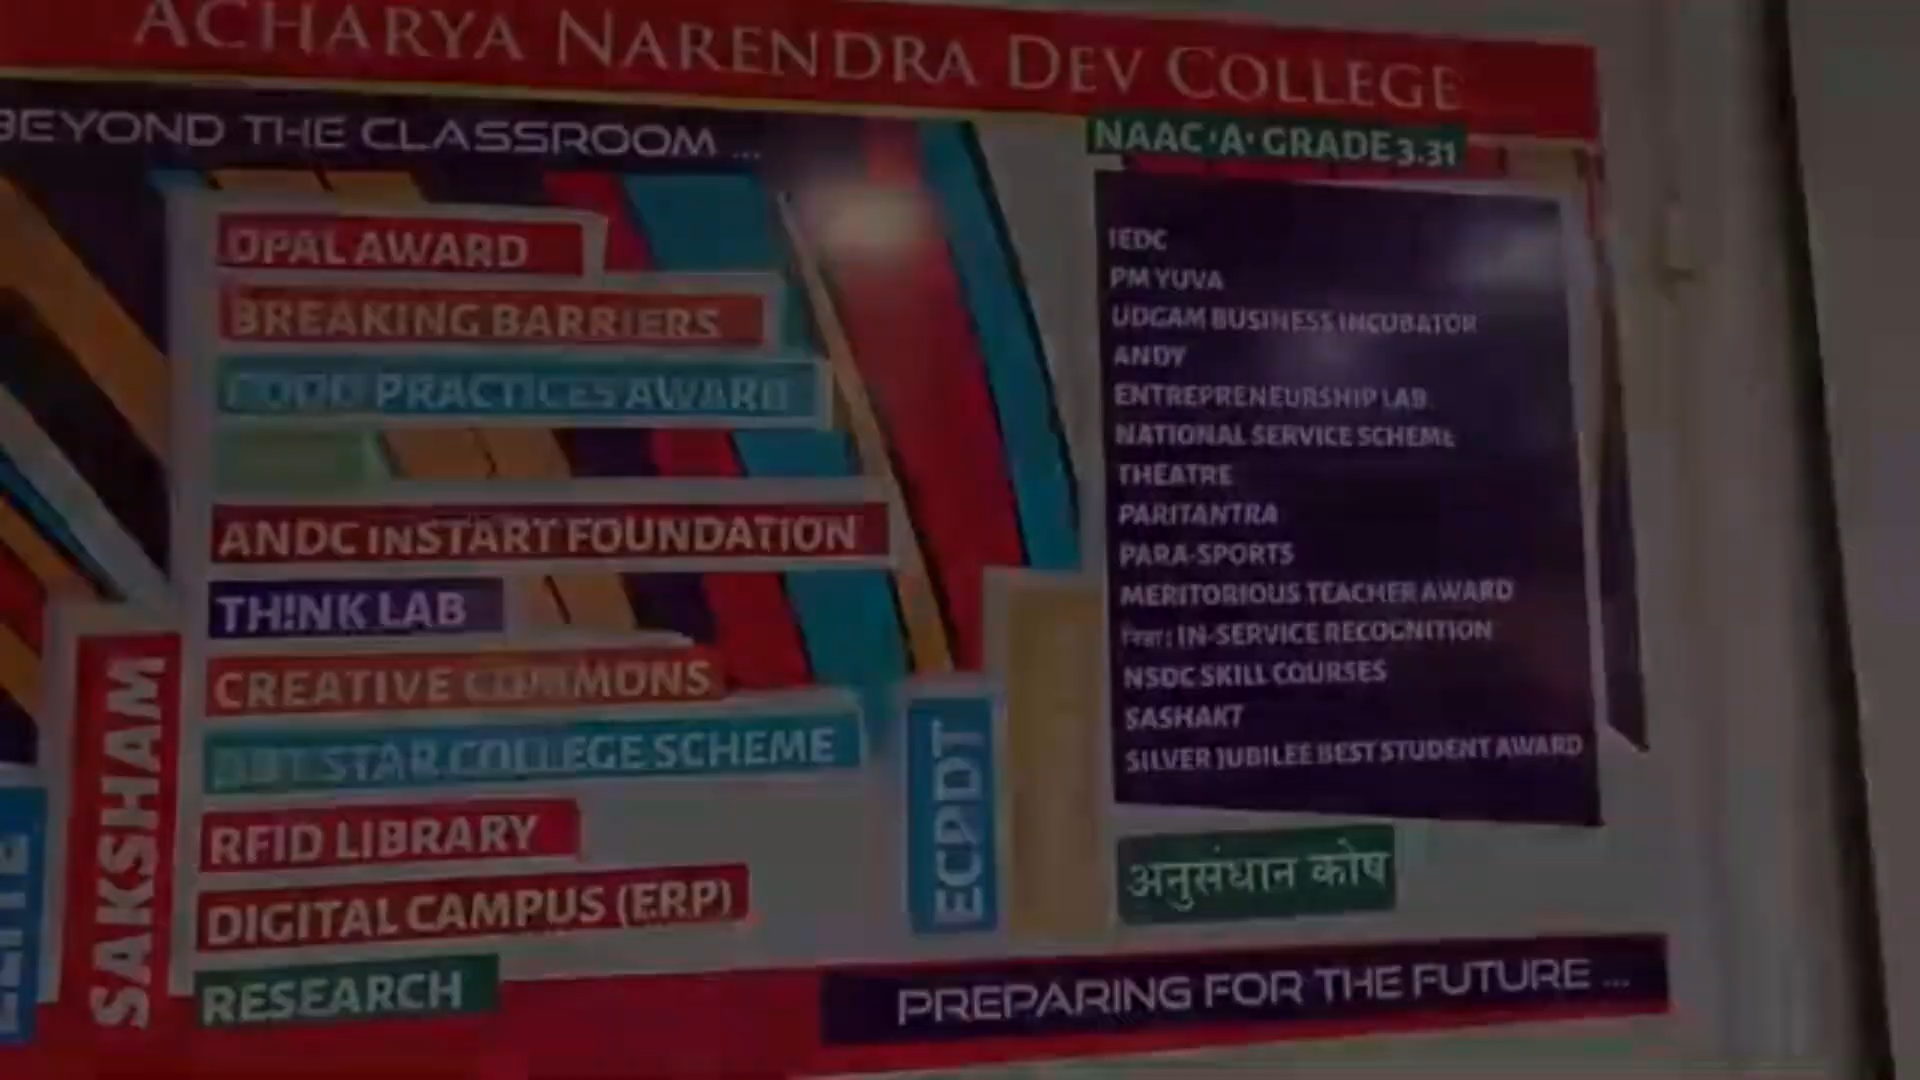 ACHARYA NARENDRA DEV COLLEGE
BEYOND THE CLASSROOM ...
NAAC 'A' GRADE 3.31
OPAL AWARD
BREAKING BARRIERS
GOOD PRACTICES AWARD
ANDC INSTART FOUNDATION
TH!NK LAB
CREATIVE COMMONS
DBT STAR COLLEGE SCHEME
RFID LIBRARY
DIGITAL CAMPUS (ERP)
RESEARCH
SAKSHAM
ECPDT
IEDC
PM YUVA
UDGAM BUSINESS INCUBATOR
ANDY
ENTREPRENEURSHIP LAB
NATIONAL SERVICE SCHEME
THEATRE
PARITANTRA
PARA-SPORTS
MERITORIOUS TEACHER AWARD
: IN-SERVICE RECOGNITION
NSDC SKILL COURSES
SASHAKT
SILVER JUBILEE BEST STUDENT AWARD
अनुसंधान कोष
PREPARING FOR THE FUTURE ...